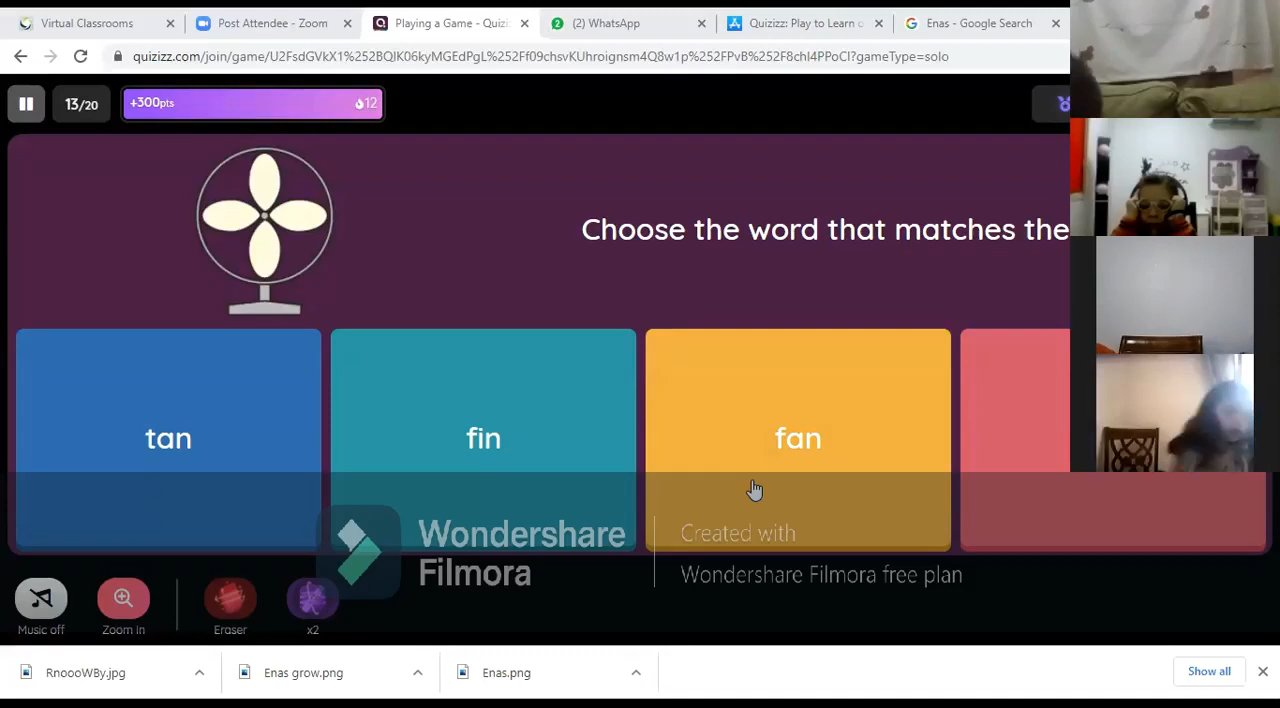 Virtual Classrooms
Post Attendee - Zoom
Playing a Game - Quizi
(2) WhatsApp
Quizizz: Play to Learn
Enas - Google Search
quizizz.com/join/game/U2FsdGVkX1%252BQJK06kyMGEdPgL%252Ff09chsvKUhroignsm4Q8w1p%252FPvB%252F8chI4PPoCl?gameType=solo
13/20
+300pts
12
Choose the word that matches the
tan
fin
fan
Wondershare
Filmora
Created with
Wondershare Filmora free plan
Music off
Zoom In
Eraser
x2
RnoooWBy.jpg
Enas grow.png
Enas.png
Show all